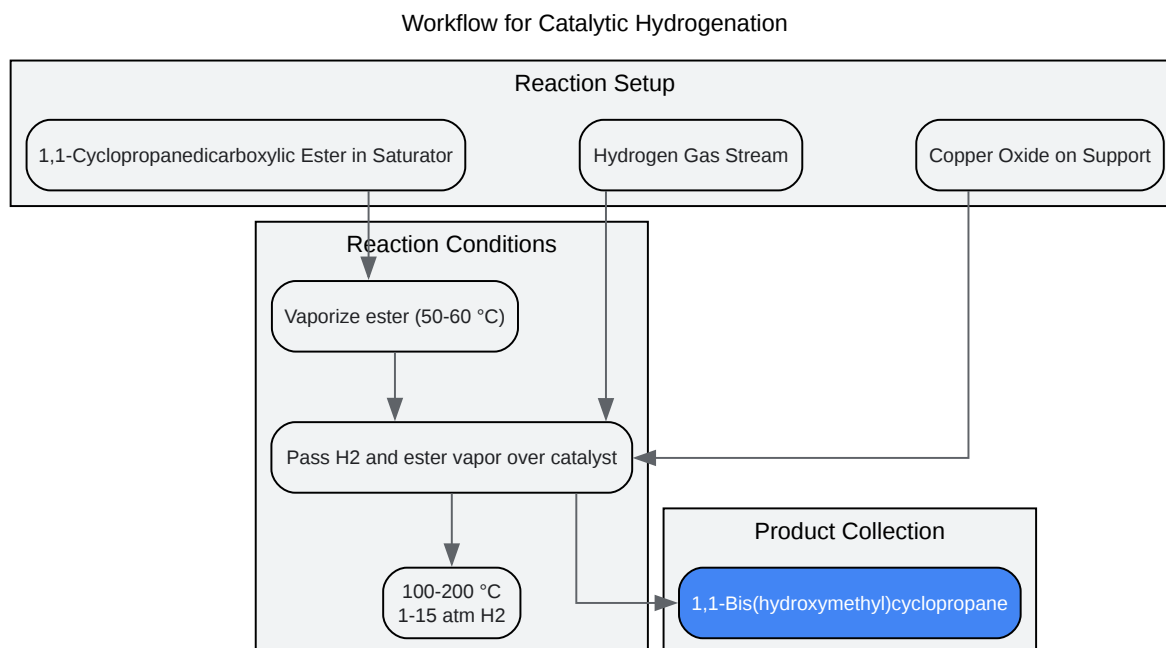 Workflow for Catalytic Hydrogenation
Reaction Setup
1,1-Cyclopropanedicarboxylic Ester in Saturator
Hydrogen Gas Stream
Copper Oxide on Support
Reaction Conditions
Vaporize ester (50-60 °C)
Pass H2 and ester vapor over catalyst
100-200 °C
1-15 atm H2
Product Collection
1,1-Bis(hydroxymethyl)cyclopropane